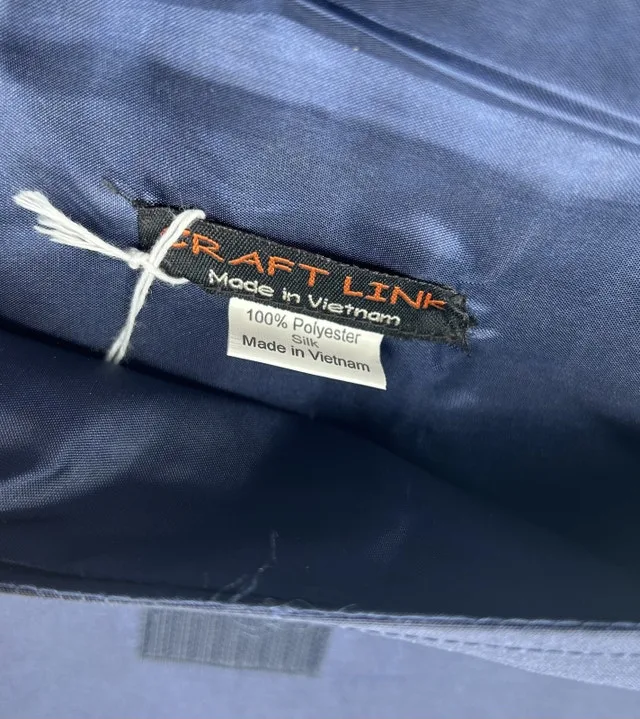 CRAFT LINK
Made in Vietnam
100% Polyester
Silk
Made in Vietnam